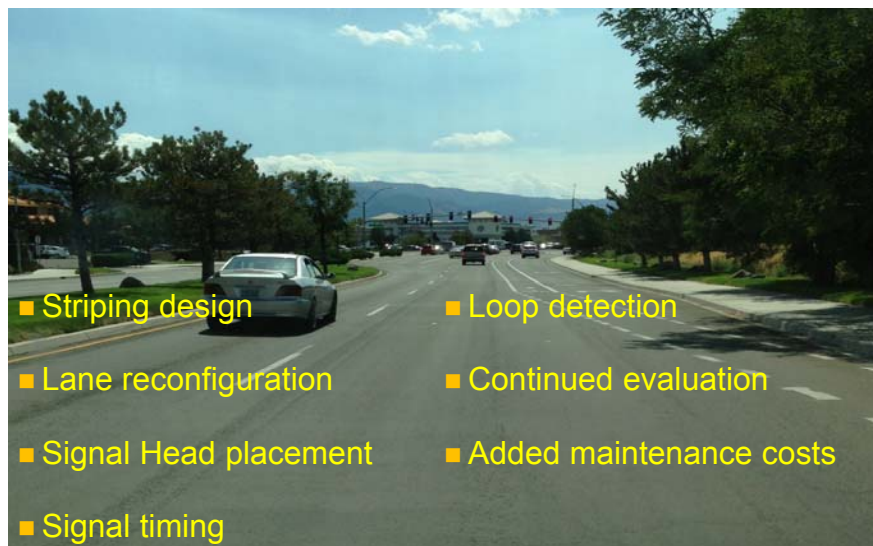 Striping design
Lane reconfiguration
Signal Head placement
Signal timing
Loop detection
Continued evaluation
Added maintenance costs